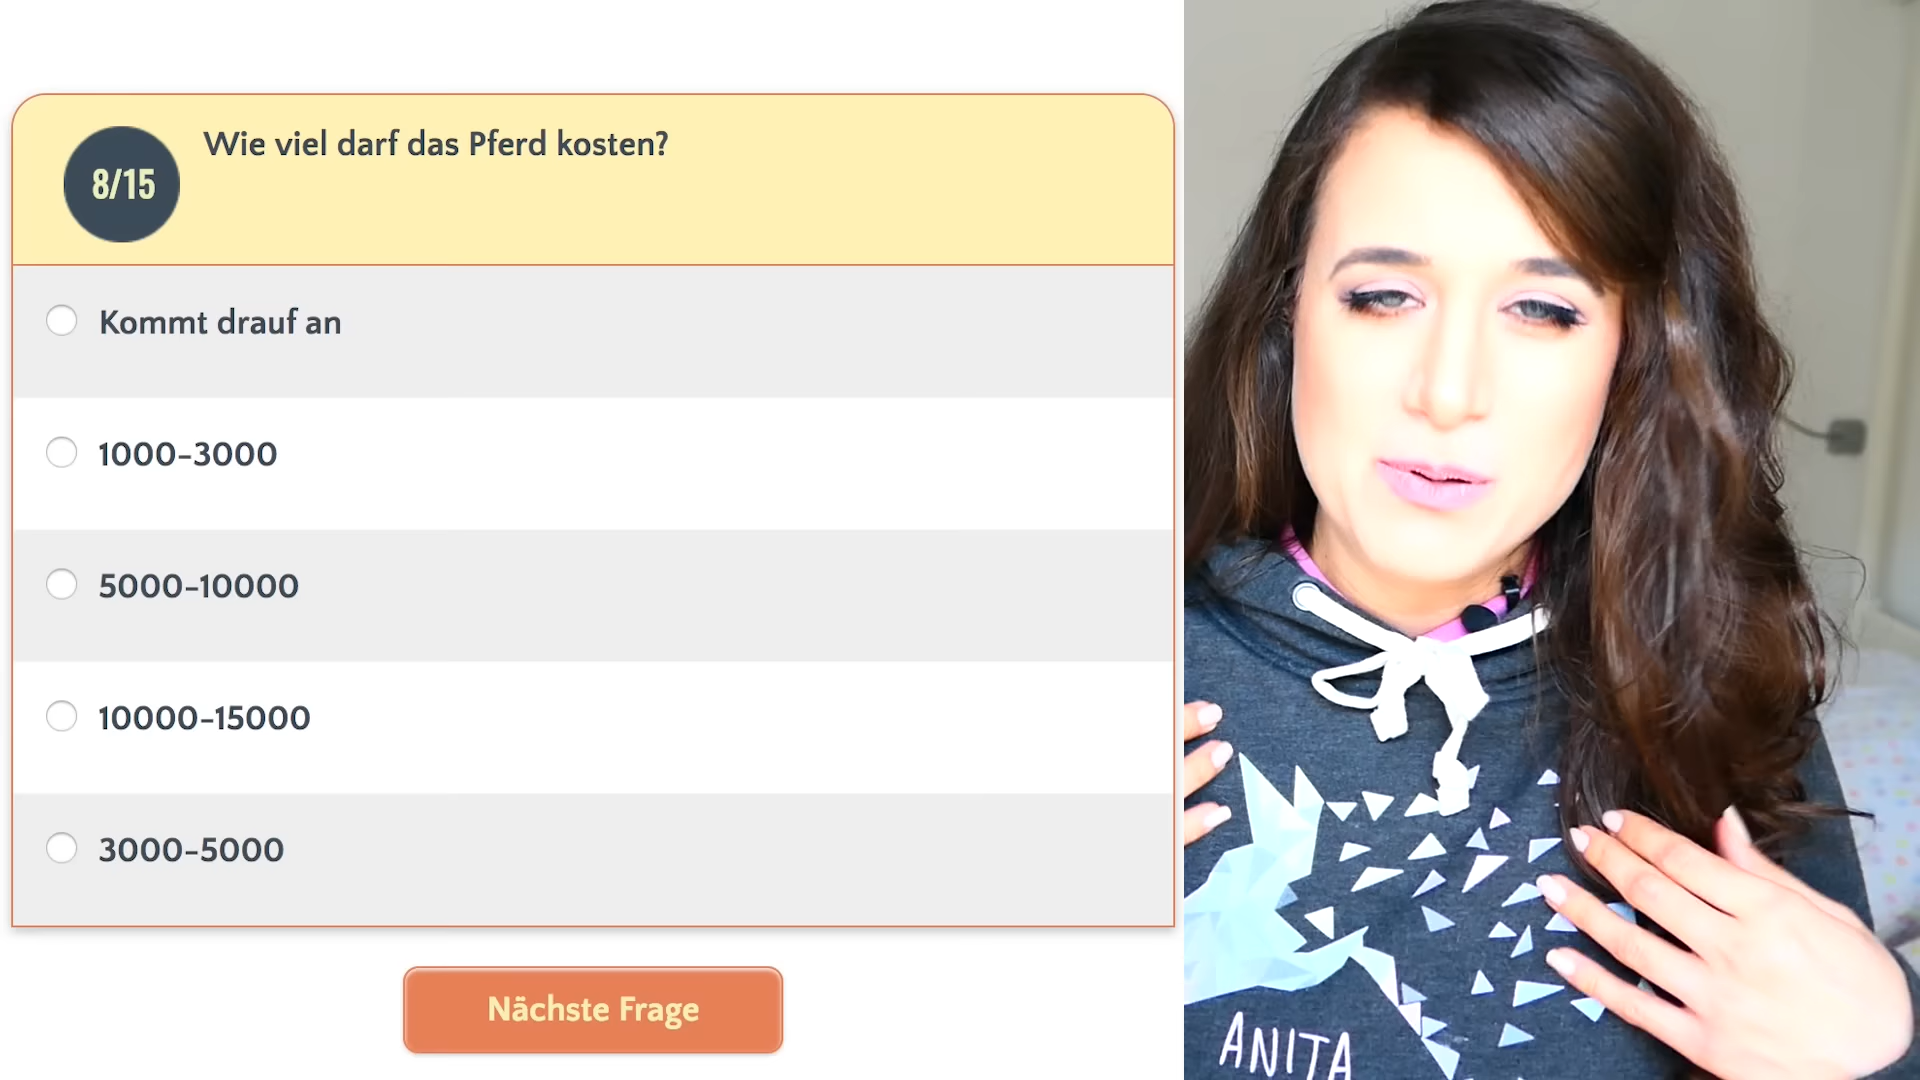 8/15
Wie viel darf das Pferd kosten?
Kommt drauf an
1000-3000
5000-10000
10000-15000
3000-5000
Nächste Frage
ANITA